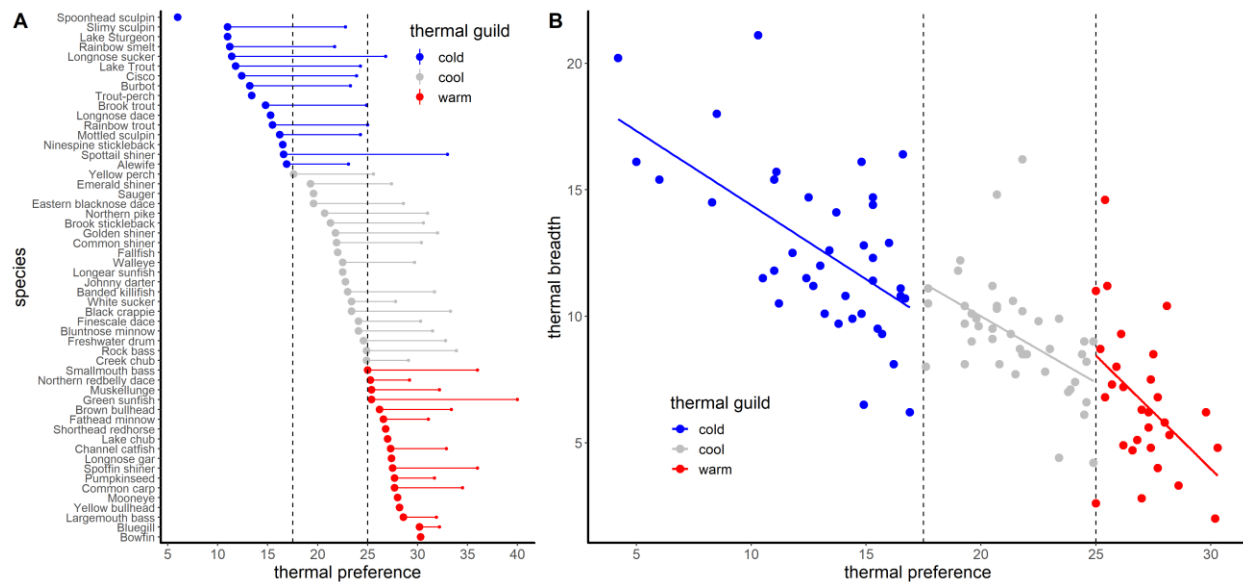 A
species
Spoonhead sculpin
Slimy sculpin
Lake Sturgeon
Rainbow smelt
Longnose sucker
Lake Trout
Cisco
Burbot
Trout-perch
Brook trout
Longnose dace
Rainbow trout
Mottled sculpin
Ninespine stickleback
Spottail shiner
Alewife
Yellow perch
Emerald shiner
Sauger
Eastern blacknose dace
Northern pike
Brook stickleback
Golden shiner
Common shiner
Fallfish
Walleye
Longear sunfish
Johnny darter
Banded killifish
White sucker
Black crappie
Finescale dace
Bluntnose minnow
Freshwater drum
Rock bass
Creek chub
Smallmouth bass
Northern redbelly dace
Muskellunge
Green sunfish
Brown bullhead
Fathead minnow
Shorthead redhorse
Lake chub
Channel catfish
Longnose gar
Spotfin shiner
Pumpkinseed
Common carp
Mooneye
Yellow bullhead
Largemouth bass
Bluegill
Bowfin
thermal guild
cold
cool
warm
5 10 15 20 25 30 35 40
thermal preference
B
thermal breadth
20
15
10
5
thermal guild
cold
cool
warm
5 10 15 20 25 30
thermal preference